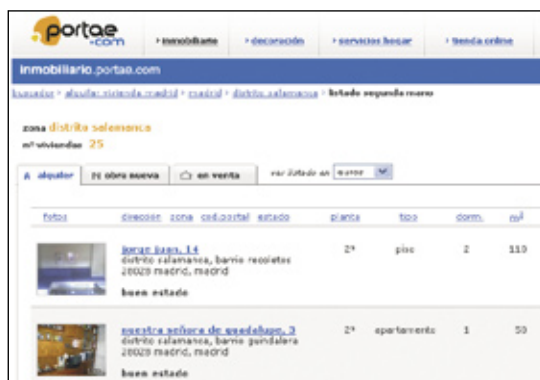 portae
.com
inmobiliario
decoración
servicios hogar
tienda online
inmobiliario.portae.com
buscador > alquilar vivienda madrid > madrid > distrito salamanca > listado segunda mano
zona distrito salamanca
nº viviendas 25
alquiler
obra nueva
en venta
ver listado en euros
fotos dirección zona cod.postal estado planta tipo dorm. m²
jorge juan, 14 2ª piso 2 110
distrito salamanca, barrio recoletos
28028 madrid, madrid
buen estado
nuestra señora de guadalupe, 3 2ª apartamento 1 50
distrito salamanca, barrio guindalera
28028 madrid, madrid
buen estado